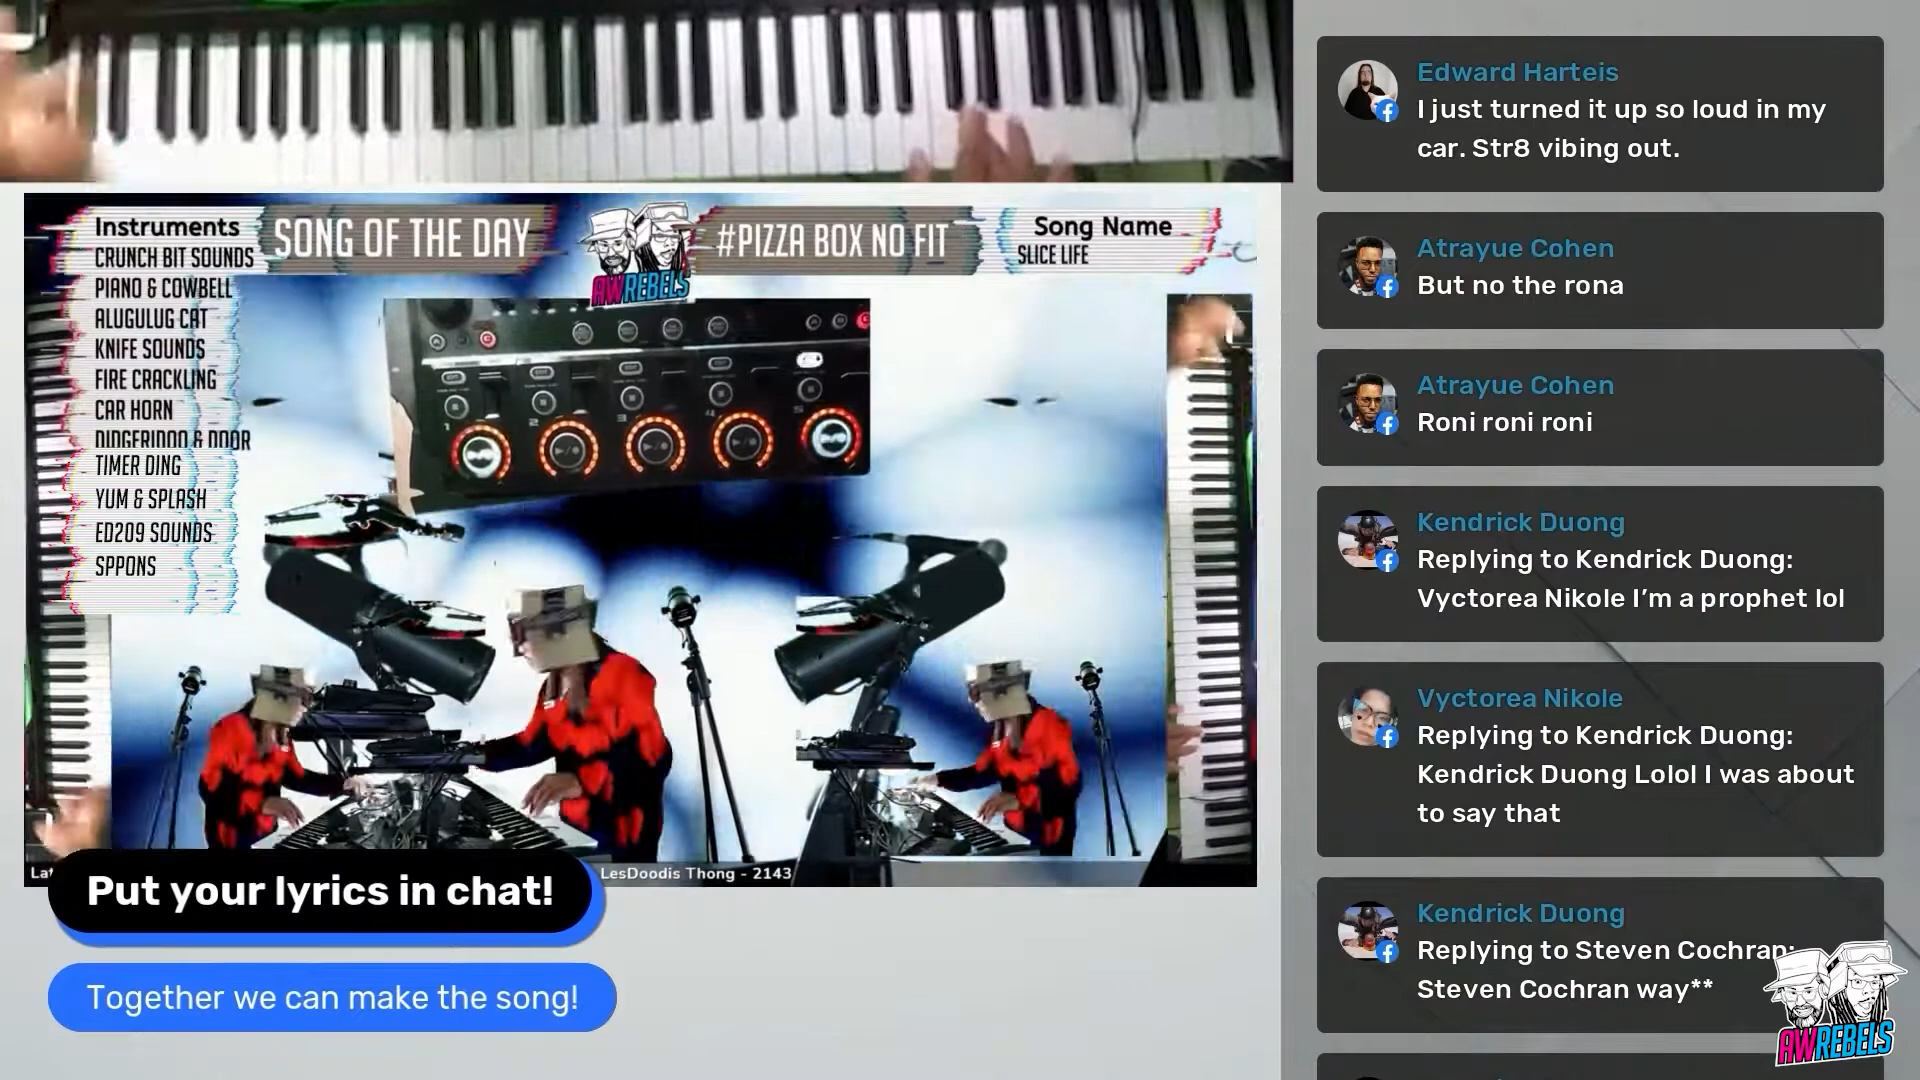 Instruments
CRUNCH BIT SOUNDS
PIANO & COWBELL
ALUGULUG CAT
KNIFE SOUNDS
FIRE CRACKLING
CAR HORN
DIDGERIDOO & DOOR
TIMER DING
YUM & SPLASH
ED209 SOUNDS
SPPONS
SONG OF THE DAY
AWREBELS
#PIZZA BOX NO FIT
Song Name
SLICE LIFE
LesDoodis Thong - 2143
Put your lyrics in chat!
Together we can make the song!
Edward Harteis
I just turned it up so loud in my
car. Str8 vibing out.
Atrayue Cohen
But no the rona
Atrayue Cohen
Roni roni roni
Kendrick Duong
Replying to Kendrick Duong:
Vyctorea Nikole I’m a prophet lol
Vyctorea Nikole
Replying to Kendrick Duong:
Kendrick Duong Lolol I was about
to say that
Kendrick Duong
Replying to Steven Cochran:
Steven Cochran way**
AWREBELS